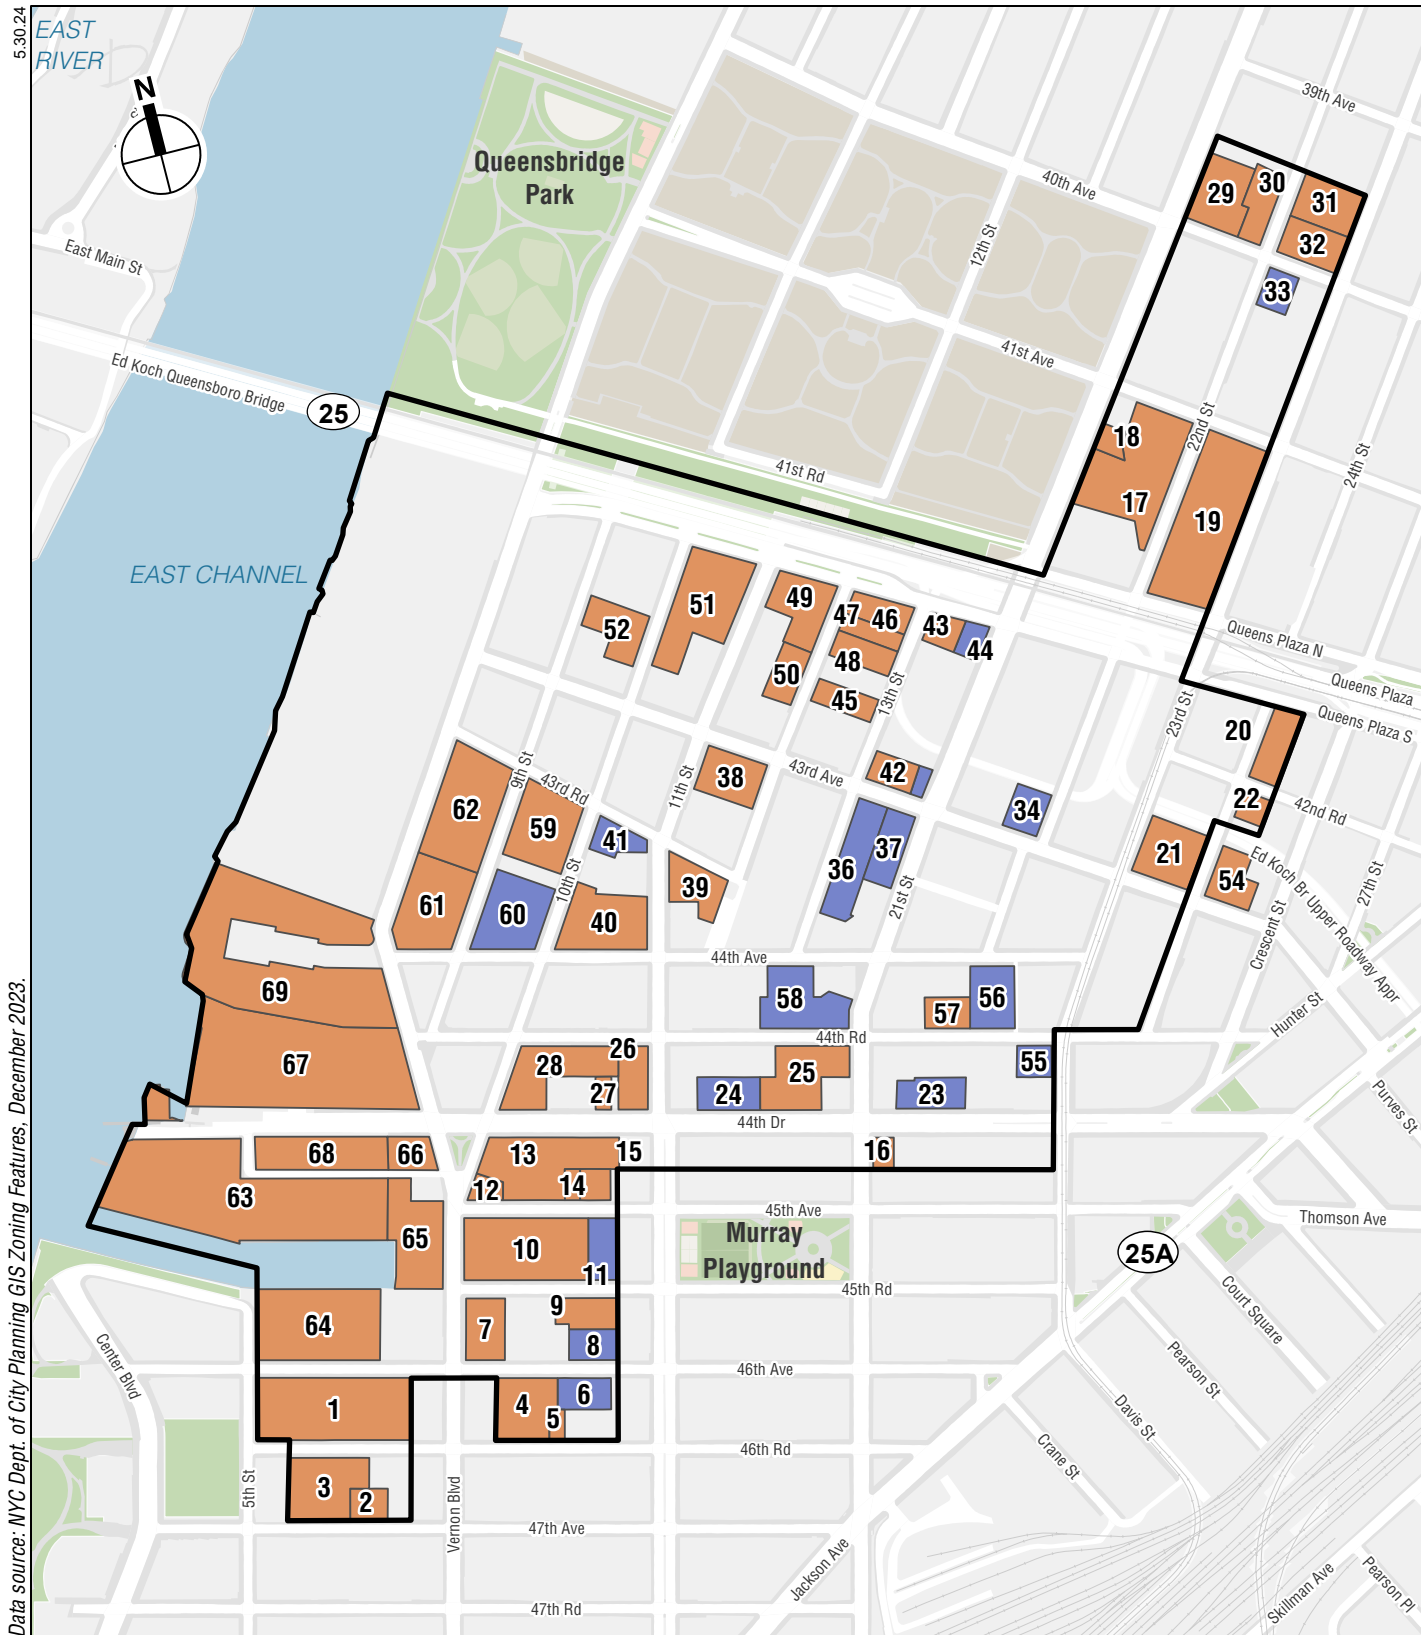 5.30.24
EAST
RIVER
N
39th Ave
Queensbridge
Park
40th Ave
29
30
31
32
33
12th St
East Main St
41st Ave
Ed Koch Queensboro Bridge
25
22nd St
18
24th St
41st Rd
17
19
EAST CHANNEL
51
49
47
46
43
52
44
48
50
45
13th St
Queens Plaza N
Queens Plaza
Queens Plaza S
23rd St
20
9th St
43rd Rd
11th St
38
43rd Ave
42
22
42nd Rd
62
59
41
34
36
37
21
54
Ed Koch Br Upper Roadway Appr
27th St
61
60
10th St
40
39
21st St
Crescent St
44th Ave
69
58
57
56
Hunter St
67
44th Rd
28
26
27
24
25
23
55
Purves St
44th Dr
68
66
13
15
16
12
14
63
65
45th Ave
Thomson Ave
10
11
Murray
Playground
25A
45th Rd
Court Square
64
7
9
8
Center Blvd
46th Ave
Pearson St
1
4
5
6
Davis St
46th Rd
Crane St
3
2
5th St
Vernon Blvd
47th Ave
Jackson Ave
Skillman Ave
Pearson Pl
47th Rd
Data source: NYC Dept. of City Planning GIS Zoning Features, December 2023.